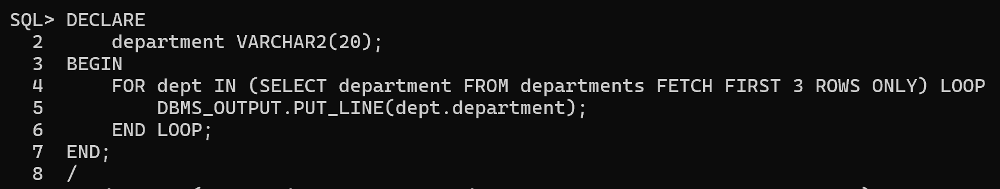 SQL> DECLARE
  2      department VARCHAR2(20);
  3  BEGIN
  4      FOR dept IN (SELECT department FROM departments FETCH FIRST 3 ROWS ONLY) LOOP
  5          DBMS_OUTPUT.PUT_LINE(dept.department);
  6      END LOOP;
  7  END;
  8  /